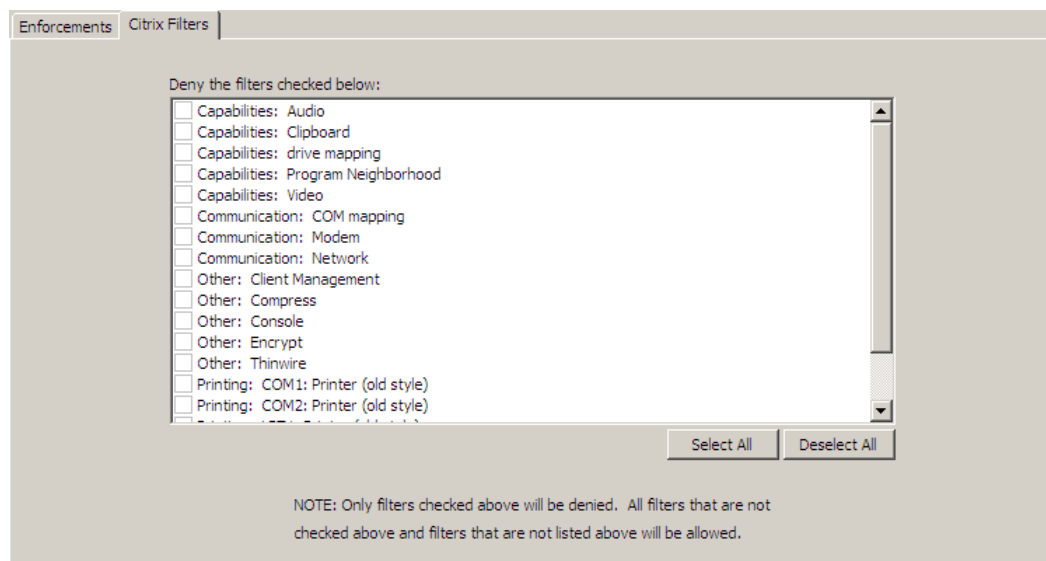 Enforcements Citrix Filters
Deny the filters checked below:
Capabilities: Audio
Capabilities: Clipboard
Capabilities: drive mapping
Capabilities: Program Neighborhood
Capabilities: Video
Communication: COM mapping
Communication: Modem
Communication: Network
Other: Client Management
Other: Compress
Other: Console
Other: Encrypt
Other: Thinwire
Printing: COM1: Printer (old style)
Printing: COM2: Printer (old style)
Select All Deselect All
NOTE: Only filters checked above will be denied. All filters that are not
checked above and filters that are not listed above will be allowed.